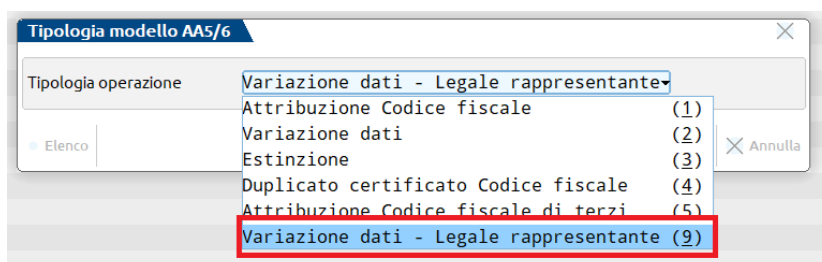 Tipologia modello AA5/6
Tipologia operazione
Variazione dati - Legale rappresentante
Attribuzione Codice fiscale (1)
Variazione dati (2)
Estinzione (3)
Duplicato certificato Codice fiscale (4)
Attribuzione Codice fiscale di terzi (5)
Variazione dati - Legale rappresentante (9)
Elenco
Annulla